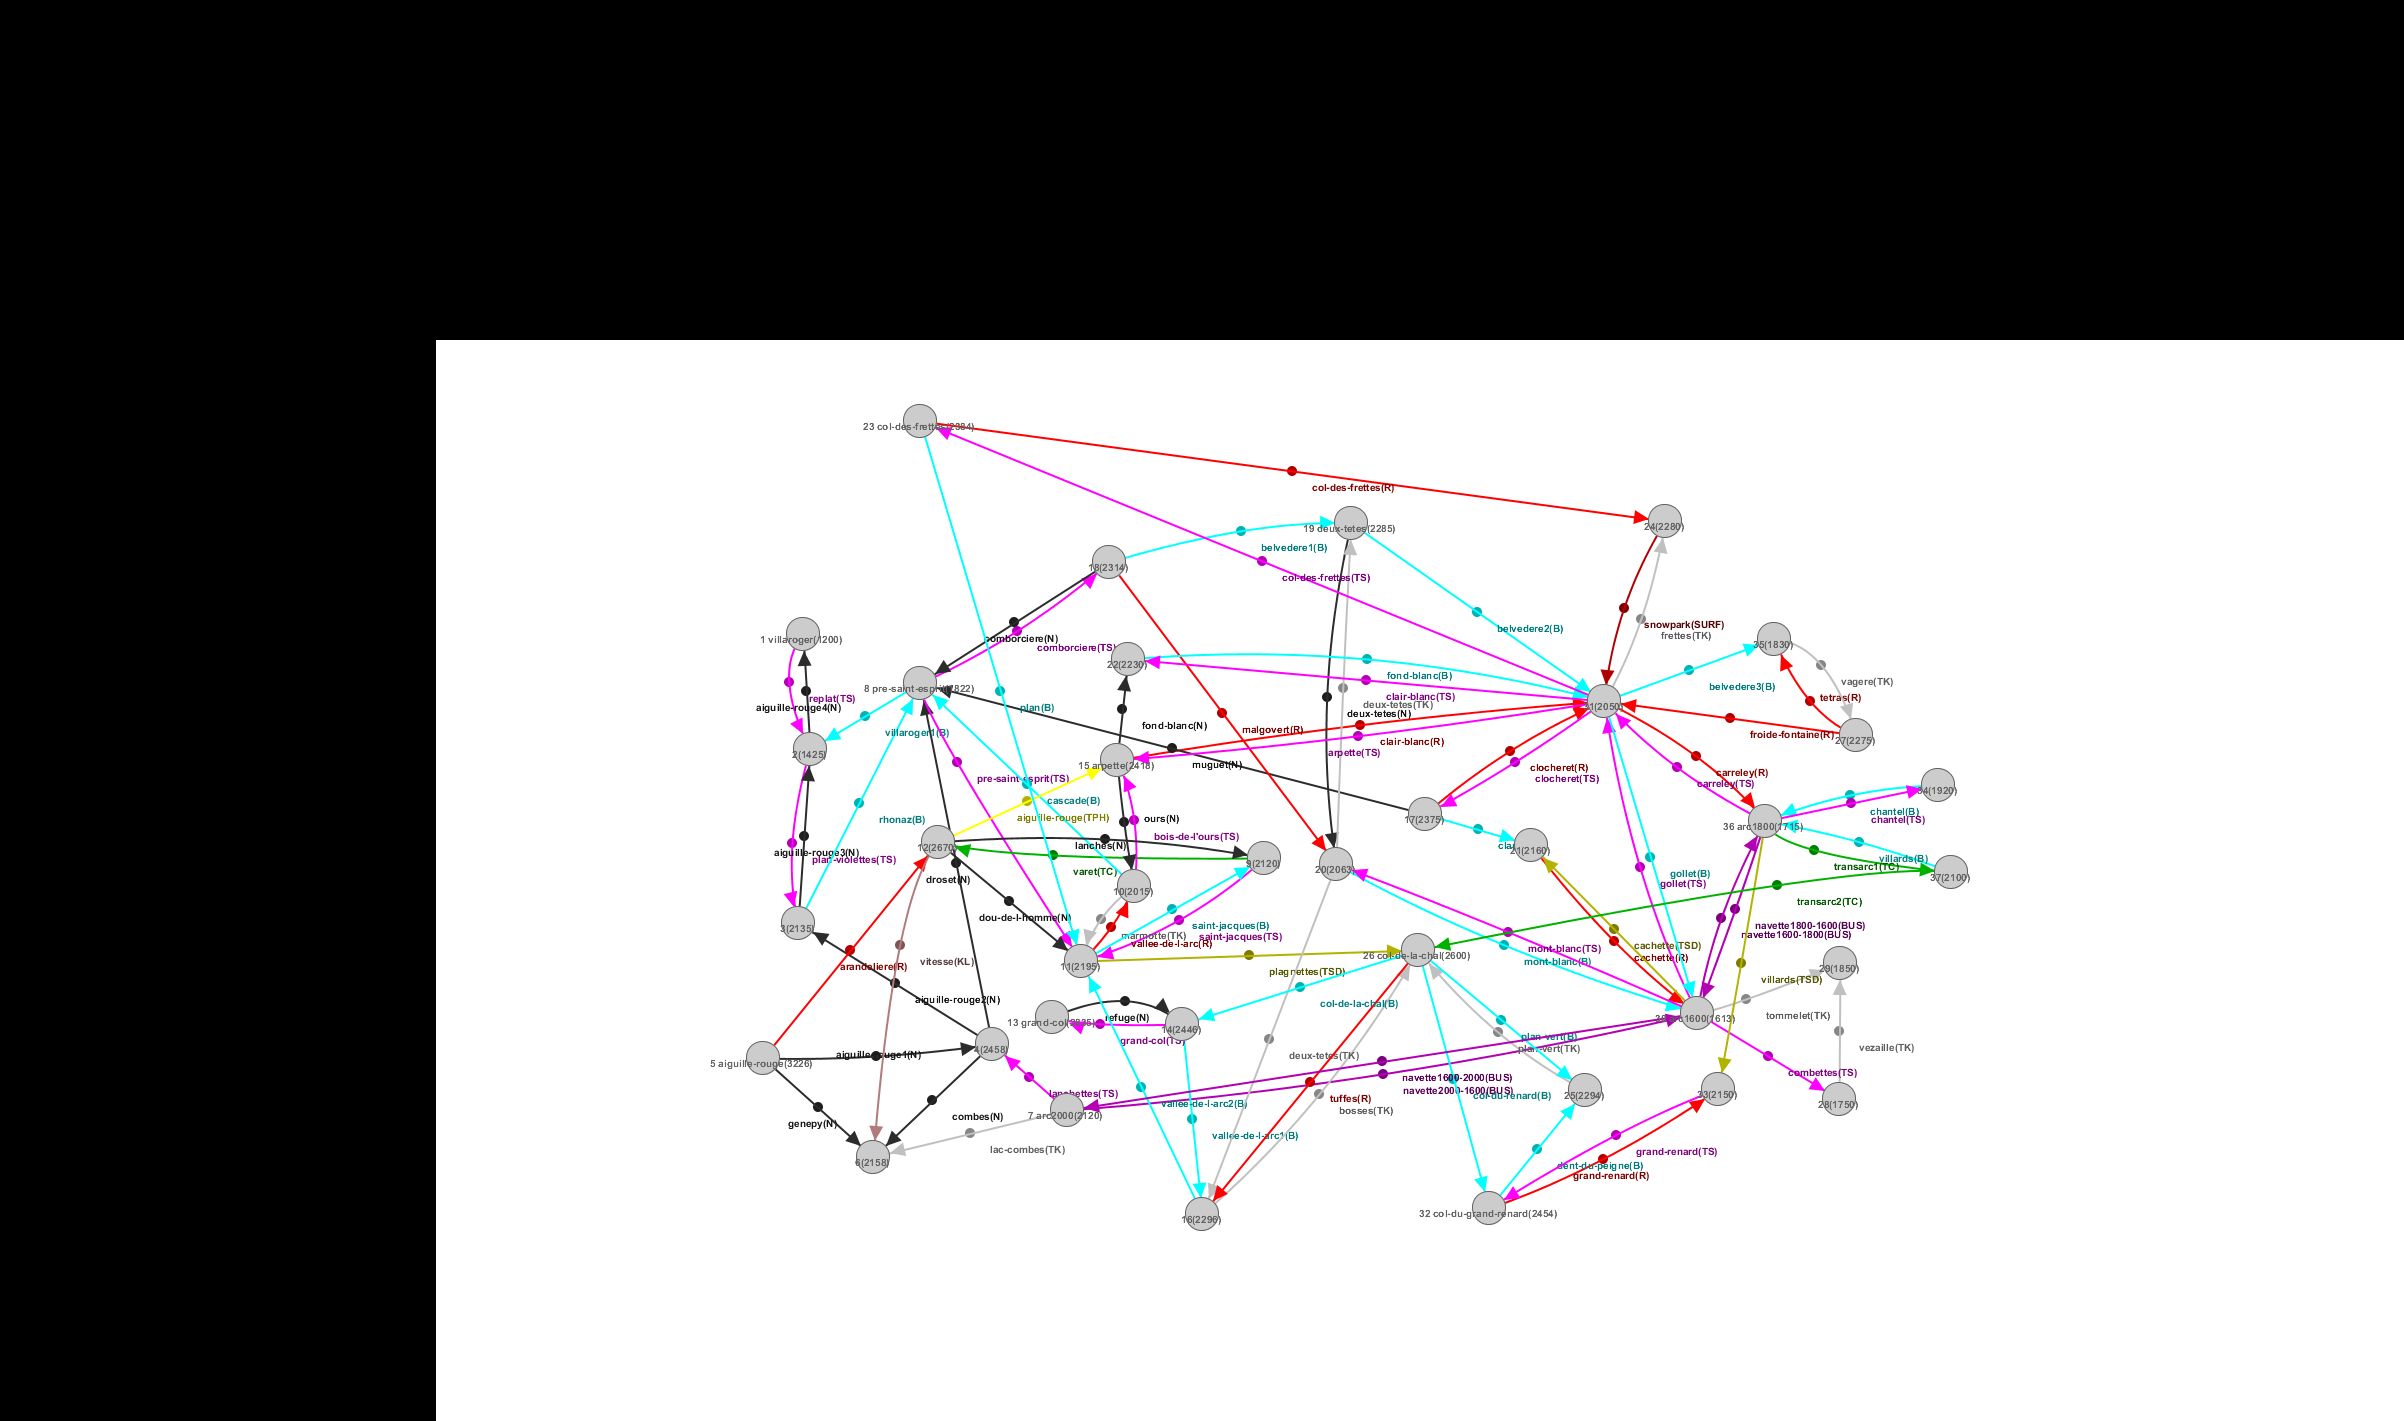 23 col-des-frettes(2384)
col-des-frettes(R)
19 deux-tetes(2285)
24(2280)
belvedere1(B)
18(2314)
col-des-frettes(TS)
snowpark(SURF)
belvedere2(B)
frettes(TK)
1 villaroger(1200)
comborciere(N)
35(1830)
comborciere(TS)
22(2230)
fond-blanc(B)
vagere(TK)
8 pre-saint-esprit(1822)
belvedere3(B)
replat(TS)
clair-blanc(TS)
tetras(R)
aiguille-rouge4(N)
plan(B)
deux-tetes(TK)
31(2050)
deux-tetes(N)
fond-blanc(N)
malgovert(R)
villaroger1(B)
froide-fontaine(R)
27(2275)
clair-blanc(R)
arpette(TS)
2(1425)
15 arpette(2418)
muguet(N)
clocheret(R)
carreley(R)
pre-saint-esprit(TS)
clocheret(TS)
carreley(TS)
34(1920)
cascade(B)
chantel(B)
aiguille-rouge(TPH)
ours(N)
17(2375)
chantel(TS)
rhonaz(B)
36 arc1800(1715)
bois-de-l'ours(TS)
lanches(N)
12(2670)
21(2160)
aiguille-rouge3(N)
plan-violettes(TS)
9(2120)
villards(B)
varet(TC)
20(2063)
transarc1(TC)
gollet(B)
droset(N)
gollet(TS)
37(2100)
10(2015)
transarc2(TC)
dou-de-l-homme(N)
3(2135)
saint-jacques(B)
navette1800-1600(BUS)
marmotte(TK)
saint-jacques(TS)
navette1600-1800(BUS)
vallee-de-l-arc(R)
cachette(TSD)
mont-blanc(TS)
cachette(R)
vitesse(KL)
26 col-de-la-chal(2600)
mont-blanc(B)
arandeliere(R)
11(2195)
plagnettes(TSD)
29(1850)
villards(TSD)
aiguille-rouge2(N)
col-de-la-chal(B)
tommelet(TK)
refuge(N)
14(2446)
plan-vert(B)
grand-col(TS)
plan-vert(TK)
vezaille(TK)
4(2458)
aiguille-rouge1(N)
deux-tetes(TK)
5 aiguille-rouge(3226)
combettes(TS)
navette1600-2000(BUS)
lanchettes(TS)
navette2000-1600(BUS)
col-du-renard(B)
25(2294)
33(2150)
tuffes(R)
28(1750)
vallee-de-l-arc2(B)
bosses(TK)
combes(N)
7 arc2000(2120)
genepy(N)
vallee-de-l-arc1(B)
lac-combes(TK)
grand-renard(TS)
6(2158)
dent-du-peigne(B)
grand-renard(R)
32 col-du-grand-renard(2454)
16(2296)